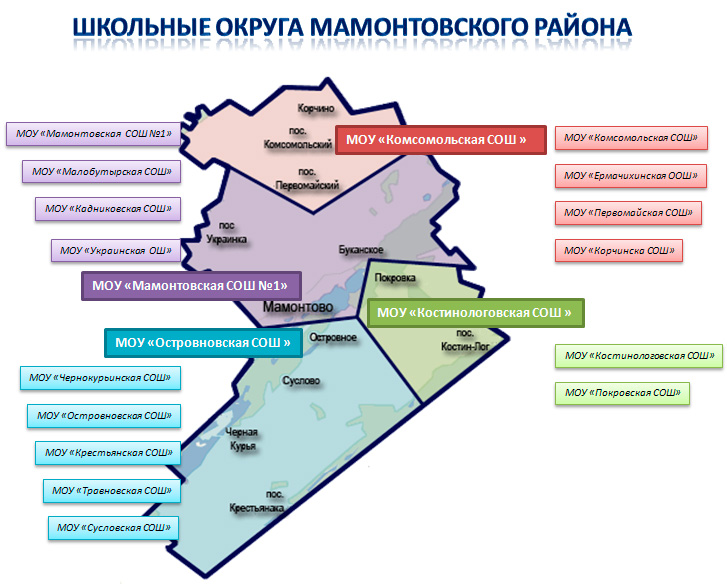 ШКОЛЬНЫЕ ОКРУГА МАМОНТОВСКОГО РАЙОНА
МОУ «Мамонтовская СОШ №1»
МОУ «Малобутырская СОШ»
МОУ «Кадниковская СОШ»
МОУ «Украинская ОШ»
МОУ «Мамонтовская СОШ №1»
МОУ «Островновская СОШ »
МОУ «Чернокурьинская СОШ»
МОУ «Островновская СОШ»
МОУ «Крестьянская СОШ»
МОУ «Травновская СОШ»
МОУ «Сусловская СОШ»
Корчино
пос.
Комсомольский
пос.
Первомайский
пос.
Украинка
Буканское
Покровка
Мамонтово
Островное
пос.
Костин-Лог
Суслово
Черная
Курья
пос.
Крестьянака
МОУ «Комсомольская СОШ »
МОУ «Костинологовская СОШ »
МОУ «Комсомольская СОШ»
МОУ «Ермачихинская ООШ»
МОУ «Первомайская СОШ»
МОУ «Корчинска СОШ»
МОУ «Костинологовская СОШ»
МОУ «Покровская СОШ»